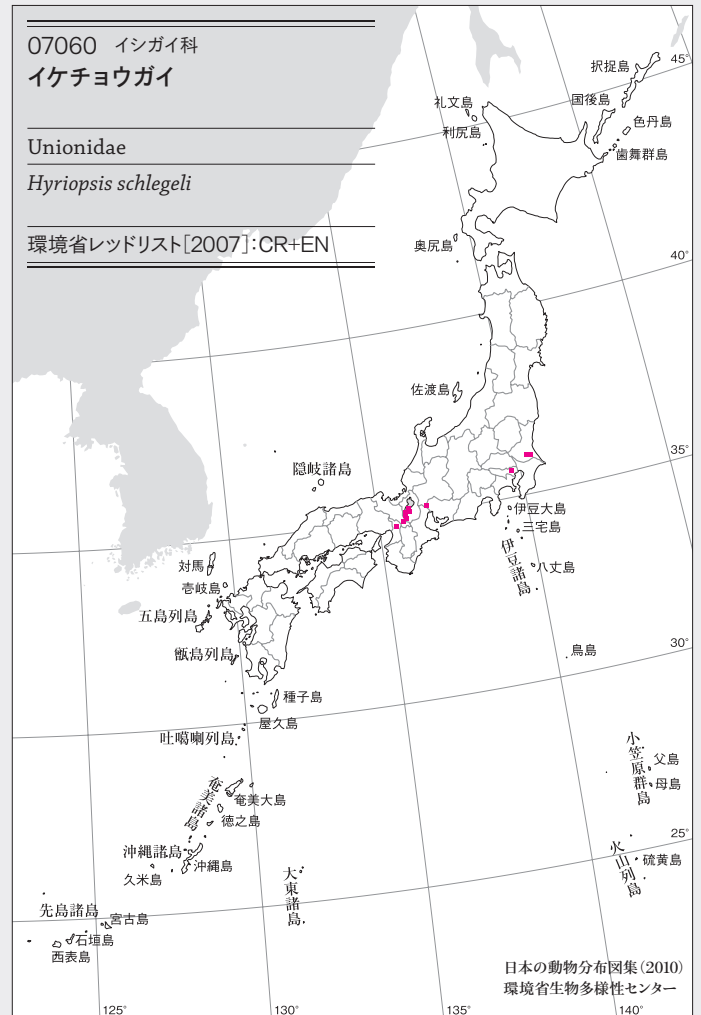 07060 イシガイ科
イケチョウガイ
Unionidae
Hyriopsis schlegeli
環境省レッドリスト[2007]:CR+EN
45°
択捉島
礼文島
国後島
利尻島
色丹島
歯舞群島
奥尻島
40°
佐渡島
35°
隠岐諸島
伊豆大島
三宅島
伊豆諸島
八丈島
対馬
壱岐島
五島列島
甑島列島
鳥島
30°
種子島
屋久島
吐噶喇列島
小笠原群島
父島
母島
奄美諸島
奄美大島
徳之島
25°
沖縄諸島
沖縄島
久米島
火山列島
硫黄島
大東諸島
先島諸島
宮古島
石垣島
西表島
日本の動物分布図集(2010)
環境省生物多様性センター
125°
130°
135°
140°